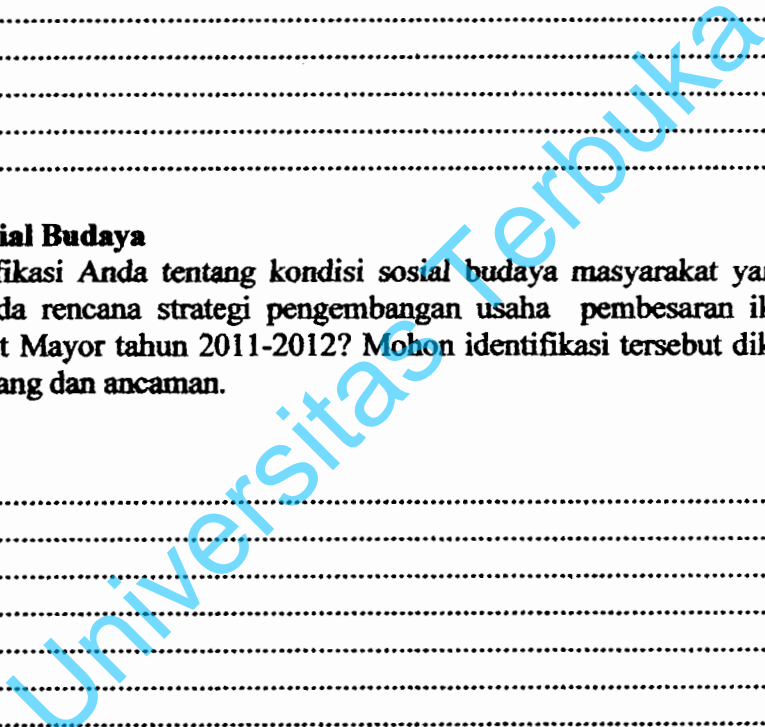 ial Budaya
fikasi Anda tentang kondisi sosial budaya masyarakat yan
da rencana strategi pengembangan usaha pembesaran ik
t Mayor tahun 2011-2012? Mohon identifikasi tersebut dik
ang dan ancaman.
Universitas Terbuka